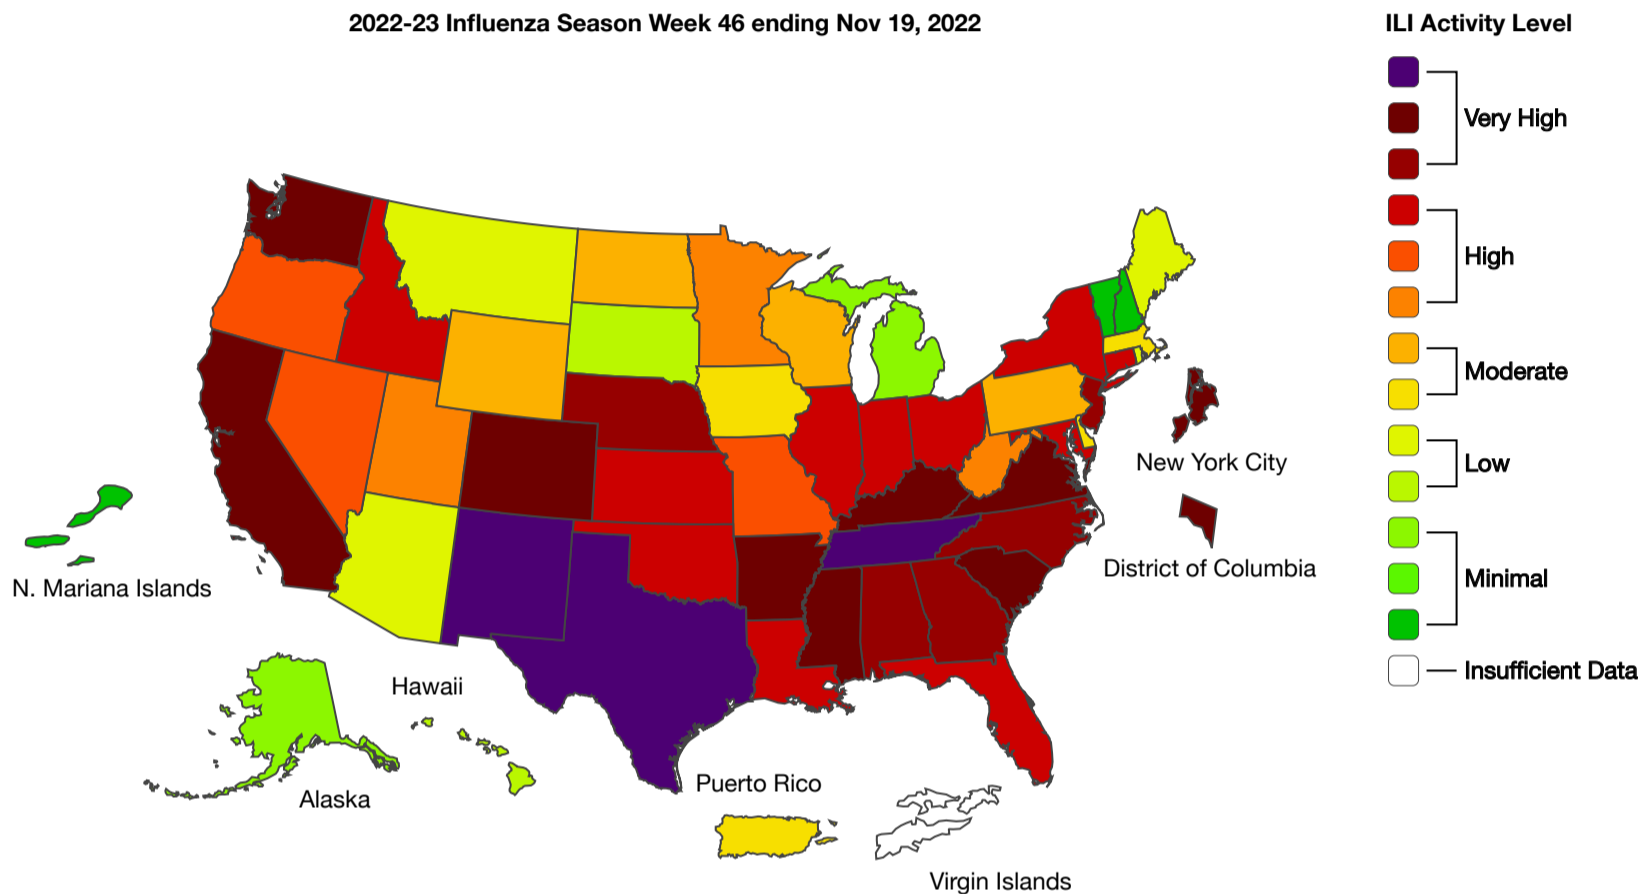 2022-23 Influenza Season Week 46 ending Nov 19, 2022
ILI Activity Level
Very High
High
Moderate
Low
Minimal
Insufficient Data
New York City
District of Columbia
N. Mariana Islands
Hawaii
Alaska
Puerto Rico
Virgin Islands